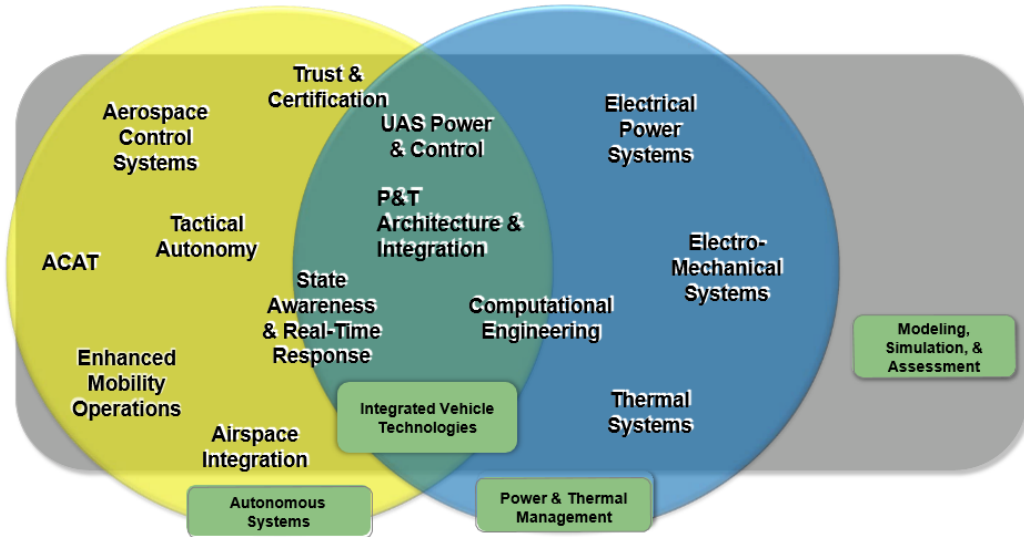 Trust &
Certification
Aerospace
Control
Systems
UAS Power
& Control
Electrical
Power
Systems
P&T
Architecture &
Integration
Tactical
Autonomy
ACAT
Electro-
Mechanical
Systems
State
Awareness
& Real-Time
Response
Computational
Engineering
Modeling,
Simulation, &
Assessment
Enhanced
Mobility
Operations
Integrated Vehicle
Technologies
Thermal
Systems
Airspace
Integration
Autonomous
Systems
Power & Thermal
Management